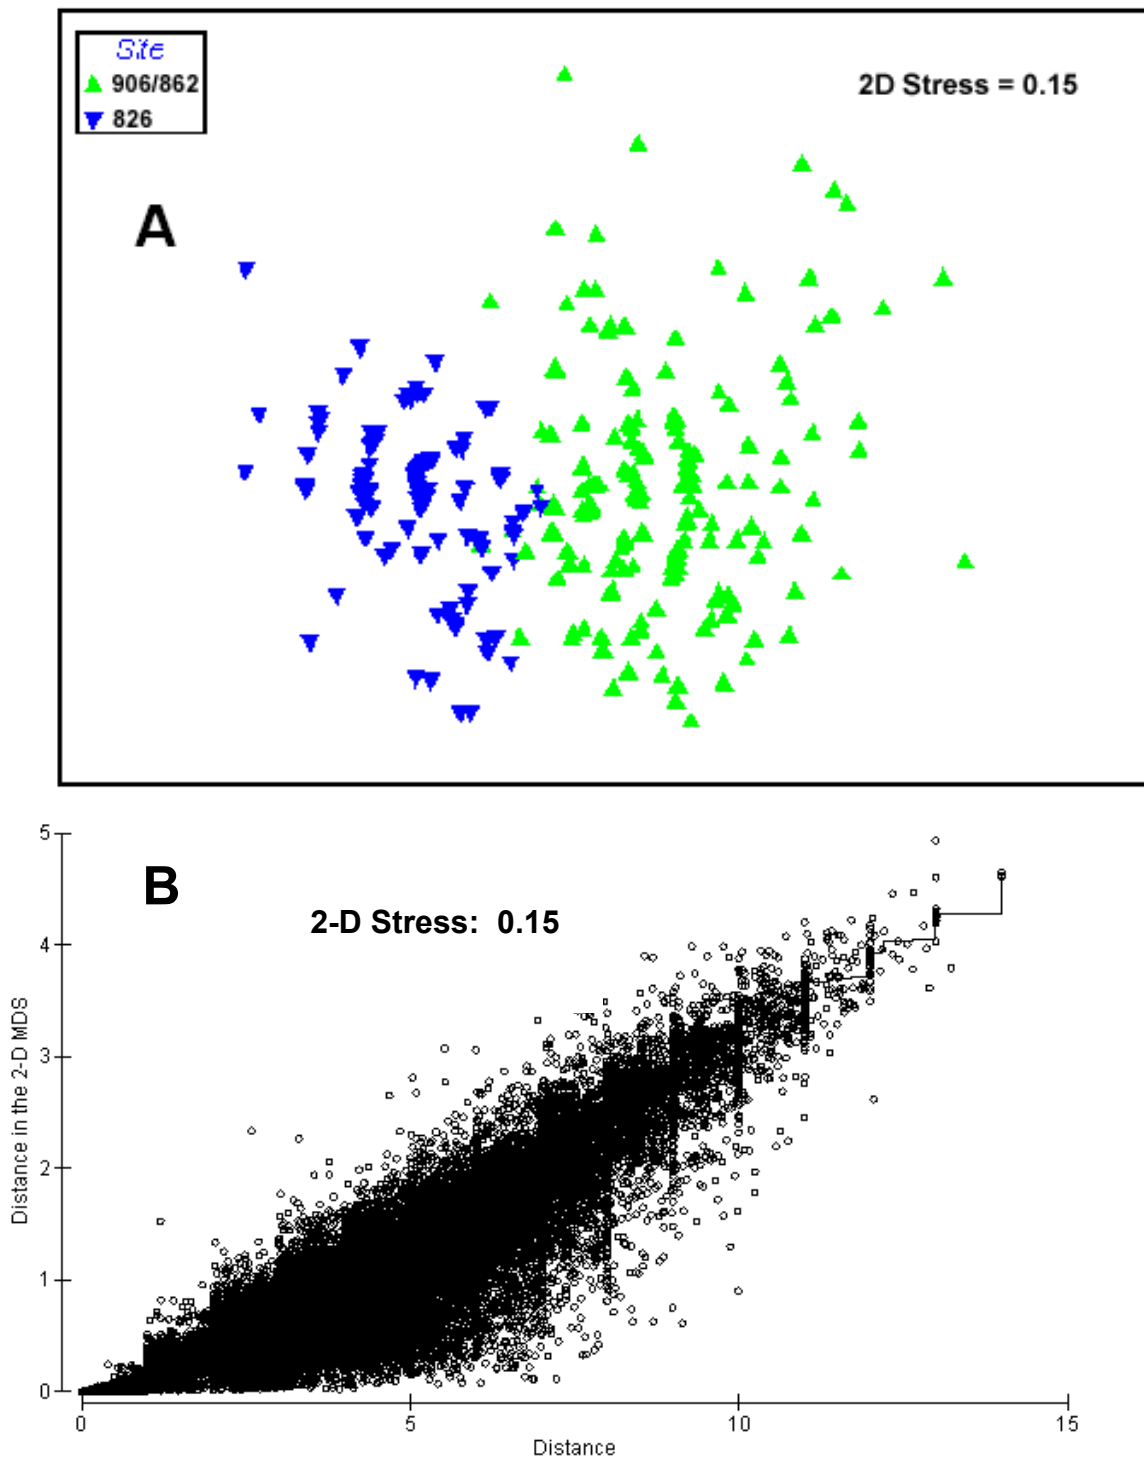 Site
906/862
826
2D Stress = 0.15
A
B
2-D Stress: 0.15
Distance in the 2-D MDS
5
4
3
2
1
0
0 5 10 15
Distance